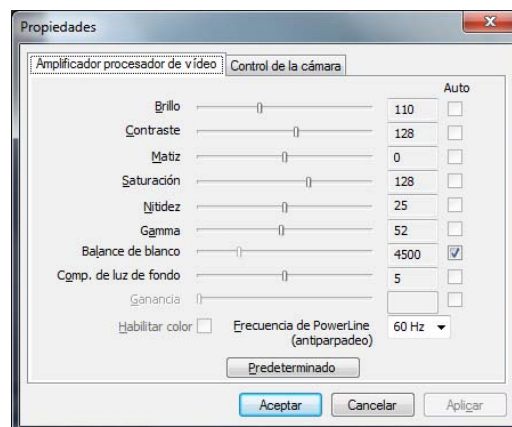 Propiedades
x
Amplificador procesador de vídeo Control de la cámara
Auto
Brillo 110
Contraste 128
Matiz 0
Saturación 128
Nitidez 25
Gamma 52
Balance de blanco 4500
Comp. de luz de fondo 5
Ganancia
Habilitar color Frecuencia de PowerLine 60 Hz
(antiparpadeo)
Predeterminado
Aceptar Cancelar Aplicar